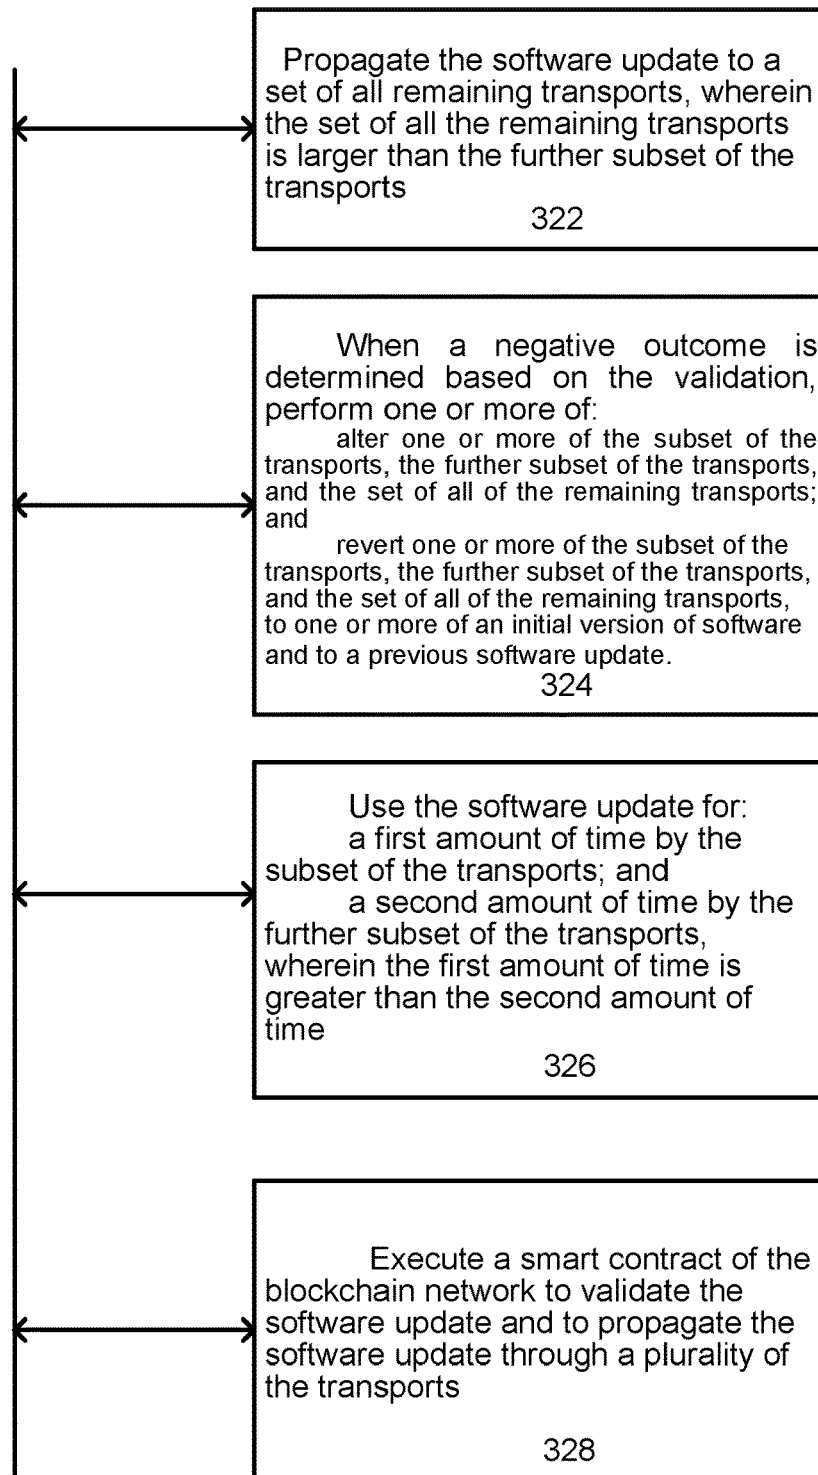 Propagate the software update to a
set of all remaining transports, wherein
the set of all the remaining transports
is larger than the further subset of the
transports
322
When a negative outcome is
determined based on the validation,
perform one or more of:
alter one or more of the subset of the
transports, the further subset of the transports,
and the set of all of the remaining transports;
and
revert one or more of the subset of the
transports, the further subset of the transports,
and the set of all of the remaining transports,
to one or more of an initial version of software
and to a previous software update.
324
Use the software update for:
a first amount of time by the
subset of the transports; and
a second amount of time by the
further subset of the transports,
wherein the first amount of time is
greater than the second amount of
time
326
Execute a smart contract of the
blockchain network to validate the
software update and to propagate the
software update through a plurality of
the transports
328